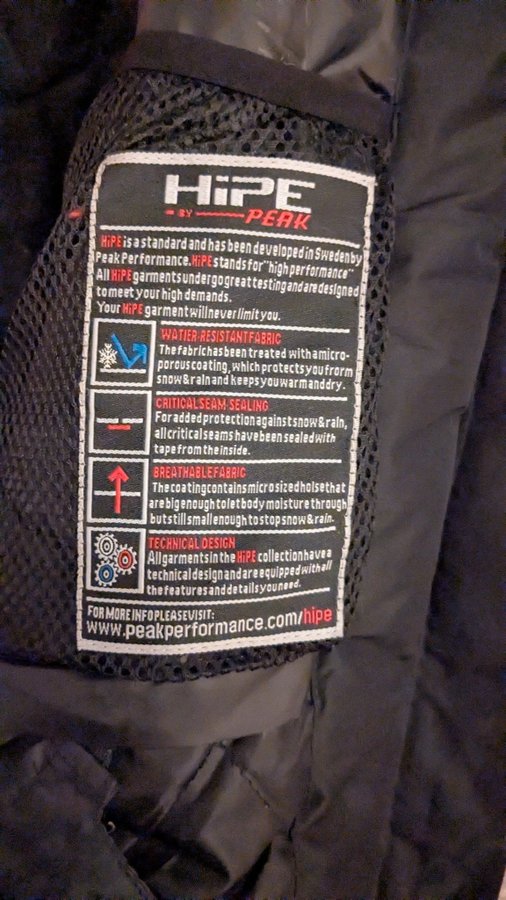 HiPE
BY PEAK
HiPE is a standard and has been developed in Sweden by
Peak Performance. HiPE stands for "high performance"
All HiPE garments undergo great testing and are designed
to meet your high demands.
Your HiPE garment will never limit you.
WATER-RESISTANT FABRIC
The fabric has been treated with a micro-
porous coating, which protects you from
snow & rain and keeps you warm and dry.
CRITICAL SEAM-SEALING
For added protection against snow & rain,
all critical seams have been sealed with
tape from the inside.
BREATHABLE FABRIC
The coating contains micro sized holse that
are big enough to let body moisture through
but still small enough to stop snow & rain.
TECHNICAL DESIGN
All garments in the HiPE collection have a
technical design and are equipped with all
the features and details you need.
FOR MORE INFO PLEASE VISIT:
www.peakperformance.com/hipe